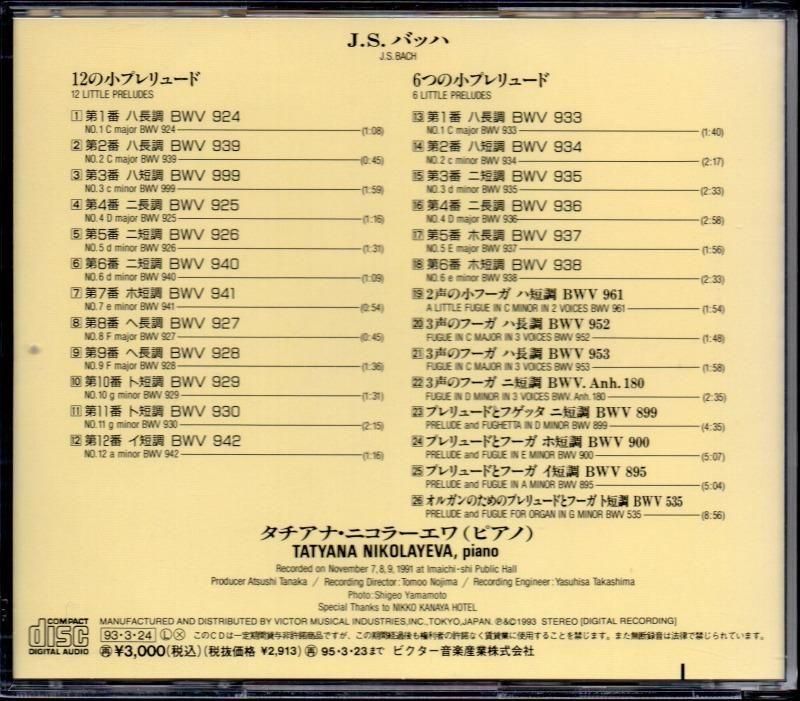 J.S. バッハ
J.S. BACH
12の小プレリュード
12 LITTLE PRELUDES
1 第1番 ハ長調 BWV 924
NO.1 C major BWV 924 (1:08)
2 第2番 ハ長調 BWV 939
NO.2 C major BWV 939 (0:45)
3 第3番 ハ短調 BWV 999
NO.3 c minor BWV 999 (1:59)
4 第4番 ニ長調 BWV 925
NO.4 D major BWV 925 (1:16)
5 第5番 ニ短調 BWV 926
NO.5 d minor BWV 926 (1:31)
6 第6番 ニ短調 BWV 940
NO.6 d minor BWV 940 (1:09)
7 第7番 ホ短調 BWV 941
NO.7 e minor BWV 941 (0:54)
8 第8番 ヘ長調 BWV 927
NO.8 F major BWV 927 (0:45)
9 第9番 ヘ長調 BWV 928
NO.9 F major BWV 928 (1:36)
10 第10番 ト短調 BWV 929
NO.10 g minor BWV 929 (1:31)
11 第11番 ト短調 BWV 930
NO.11 g minor BWV 930 (2:15)
12 第12番 イ短調 BWV 942
NO.12 a minor BWV 942 (1:16)
6つの小プレリュード
6 LITTLE PRELUDES
13 第1番 ハ長調 BWV 933
NO.1 C major BWV 933 (1:40)
14 第2番 ハ短調 BWV 934
NO.2 c minor BWV 934 (2:17)
15 第3番 ニ短調 BWV 935
NO.3 d minor BWV 935 (2:33)
16 第4番 ニ長調 BWV 936
NO.4 D major BWV 936 (2:58)
17 第5番 ホ長調 BWV 937
NO.5 E major BWV 937 (1:56)
18 第6番 ホ短調 BWV 938
NO.6 e minor BWV 938 (2:33)
19 2声の小フーガ ハ短調 BWV 961
A LITTLE FUGUE IN C MINOR IN 2 VOICES BWV 961 (1:54)
20 3声のフーガ ハ長調 BWV 952
FUGUE IN C MAJOR IN 3 VOICES BWV 952 (1:48)
21 3声のフーガ ハ長調 BWV 953
FUGUE IN C MAJOR IN 3 VOICES BWV 953 (1:58)
22 3声のフーガ ニ短調 BWV. Anh. 180
FUGUE IN D MINOR IN 3 VOICES BWV. Anh. 180 (2:35)
23 プレリュードとフゲッタ ニ短調 BWV 899
PRELUDE and FUGHETTA IN D MINOR BWV 899 (4:35)
24 プレリュードとフーガ ホ短調 BWV 900
PRELUDE and FUGUE IN E MINOR BWV 900 (5:07)
25 プレリュードとフーガ イ短調 BWV 895
PRELUDE and FUGUE IN A MINOR BWV 895 (5:04)
26 オルガンのためのプレリュードとフーガ ト短調 BWV 535
PRELUDE and FUGUE FOR ORGAN IN G MINOR BWV 535 (8:56)
タチアナ・ニコラーエワ(ピアノ)
TATYANA NIKOLAYEVA, piano
Recorded on November 7, 8, 9, 1991 at Imaichi-shi Public Hall
Producer Atsushi Tanaka / Recording Director: Tomoo Nojima / Recording Engineer: Yasuhisa Takashima
Photo: Shigeo Yamamoto
Special Thanks to NIKKO KANAYA HOTEL
COMPACT
disc
DIGITAL AUDIO
MANUFACTURED AND DISTRIBUTED BY VICTOR MUSICAL INDUSTRIES, INC., TOKYO, JAPAN. ℗&©1993 STEREO [DIGITAL RECORDING]
93・3・24 Ⓛ Ⓧ このCDは一定期間貸与非許諾商品ですが、この期間経過後も権利者の許諾なく賃貸業に使用することを禁じます。また無断録音は法律で禁じられています。
再 ¥3,000(税込)(税抜価格 ¥2,913) 再 95・3・23まで ビクター音楽産業株式会社